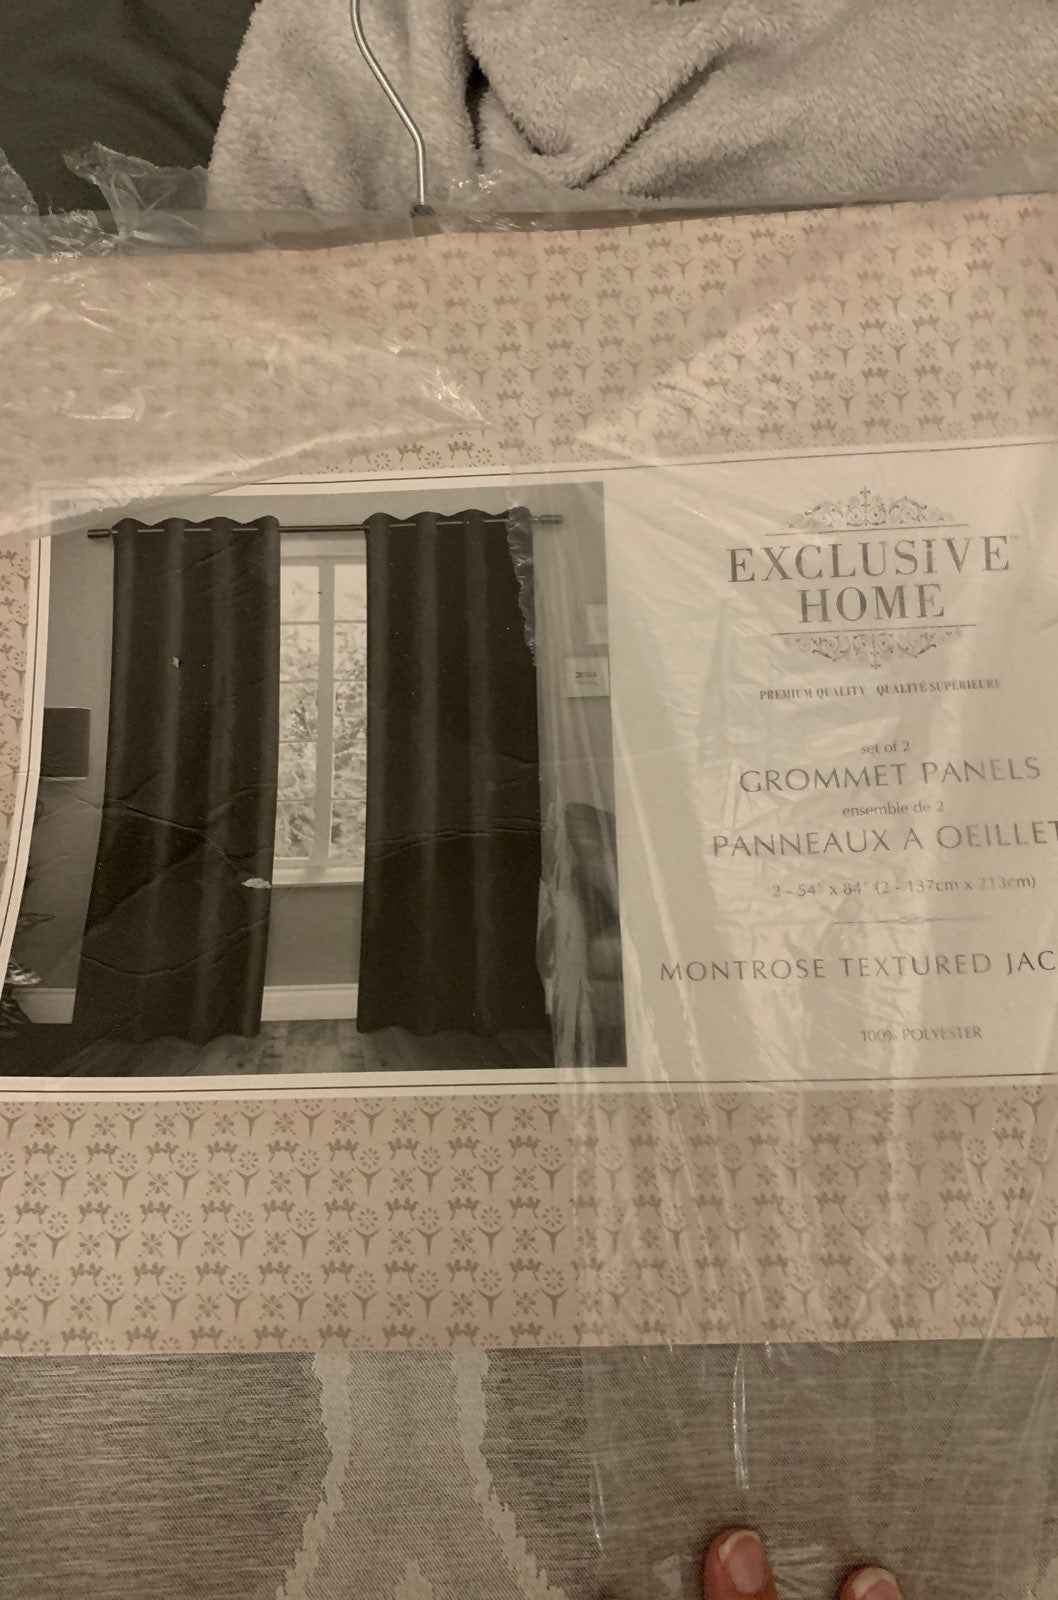 EXCLUSIVE
HOME
PREMIUM QUALITY QUALITÉ SUPÉRIEURE
set of 2
GROMMET PANELS
ensemble de 2
PANNEAUX A OEILLET
2 - 54" x 84" (2 - 137cm x 213cm)
MONTROSE TEXTURED JAC
100% POLYESTER